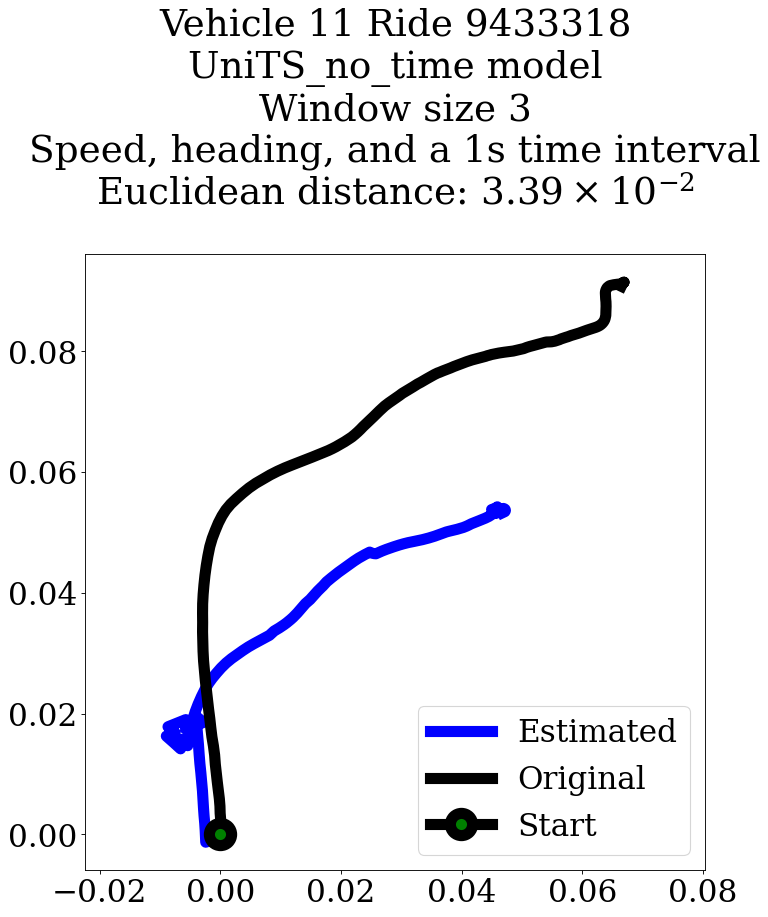 Vehicle 11 Ride 9433318
UniTS_no_time model
Window size 3
Speed, heading, and a 1s time interval
Euclidean distance: 3.39 × 10⁻²
0.08
0.06
0.04
0.02
0.00
Estimated
Original
Start
−0.02 0.00 0.02 0.04 0.06 0.08